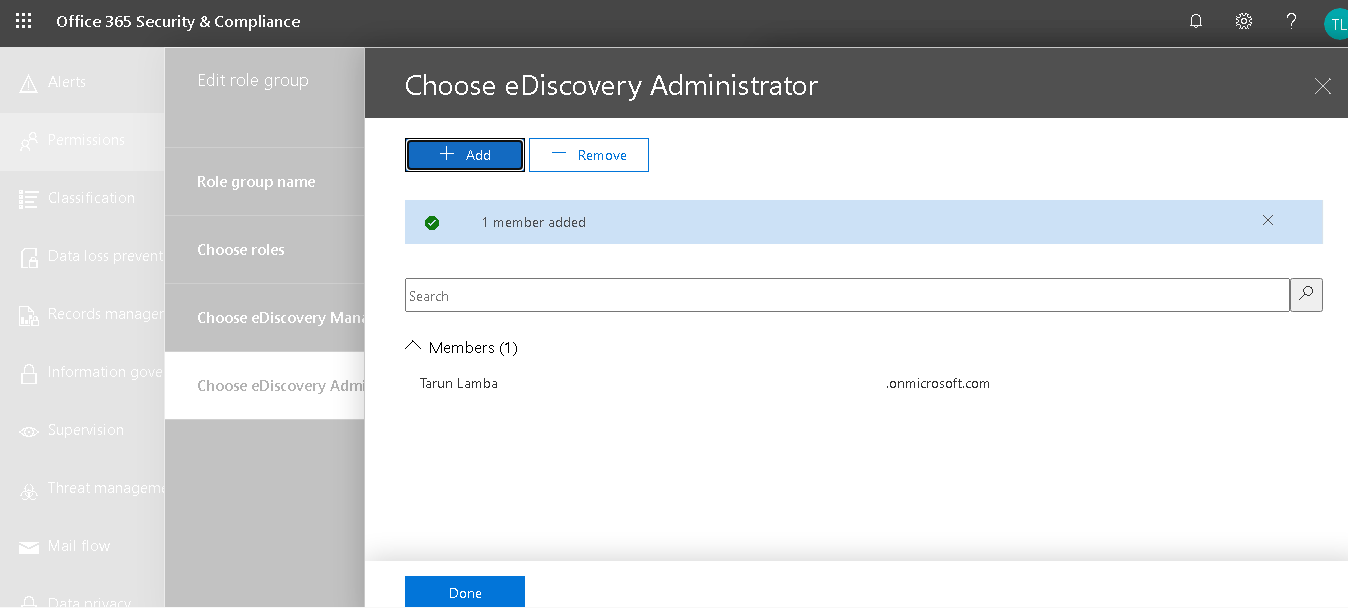 Office 365 Security & Compliance
TL
Alerts
Permissions
Classification
Data loss prevent
Records manager
Information gove
Supervision
Threat manageme
Mail flow
Data privacy
Edit role group
Role group name
Choose roles
Choose eDiscovery Mana
Choose eDiscovery Admi
Choose eDiscovery Administrator
Add
Remove
1 member added
Search
Members (1)
Tarun Lamba .onmicrosoft.com
Done